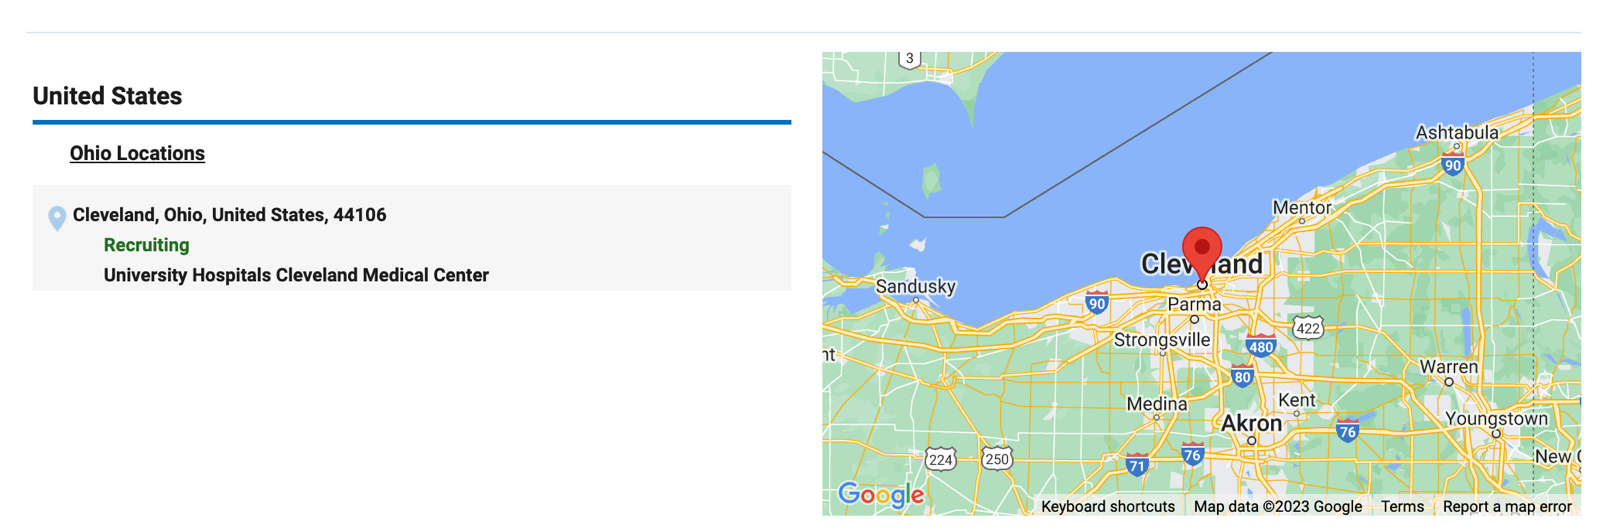 United States
Ohio Locations
Cleveland, Ohio, United States, 44106
Recruiting
University Hospitals Cleveland Medical Center
3
Ashtabula
90
Mentor
Cleveland
Sandusky
90
Parma
422
Strongsville
480
nt
Warren
80
Medina
Kent
Akron
Youngstown
76
224
250
71
76
New C
Google
Keyboard shortcuts
Map data ©2023 Google
Terms
Report a map error